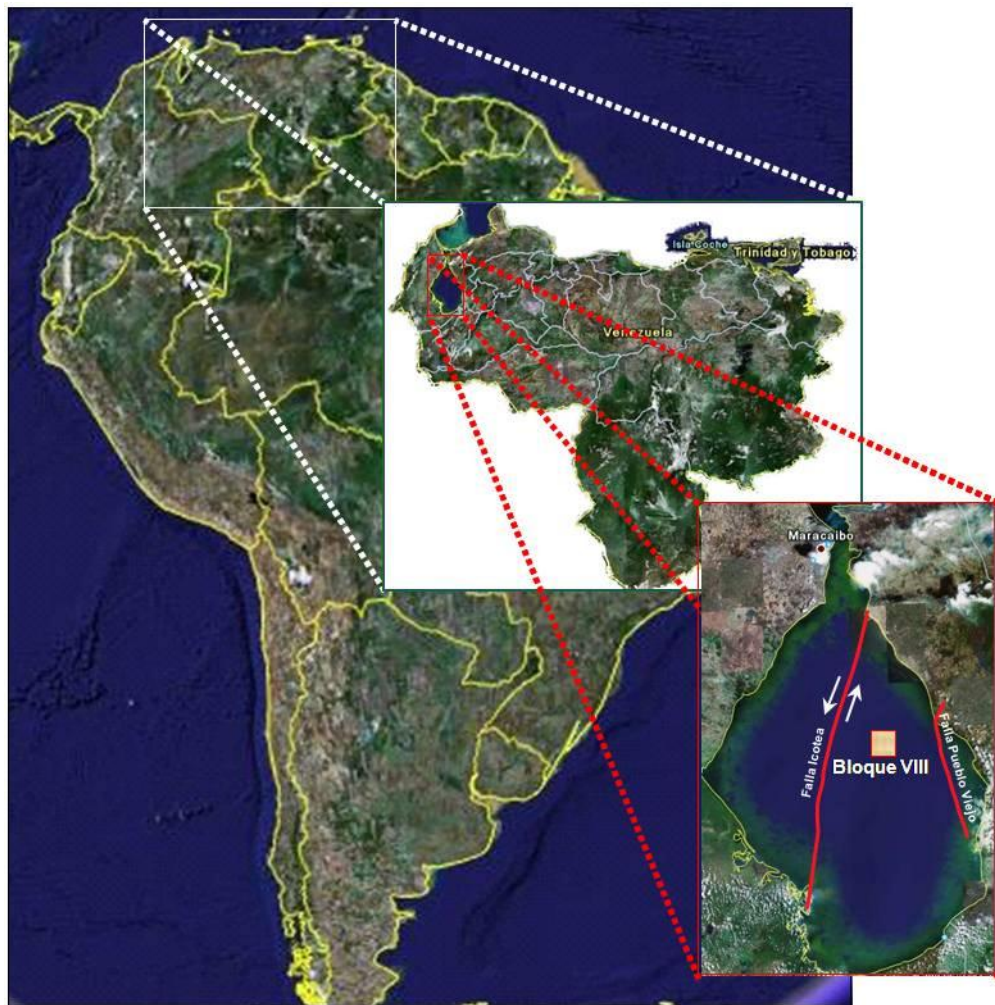 Isla Coche
Trinidad y Tobago
Venezuela
Maracaibo
Falla Icotea
Bloque VIII
Falla Pueblo Viejo